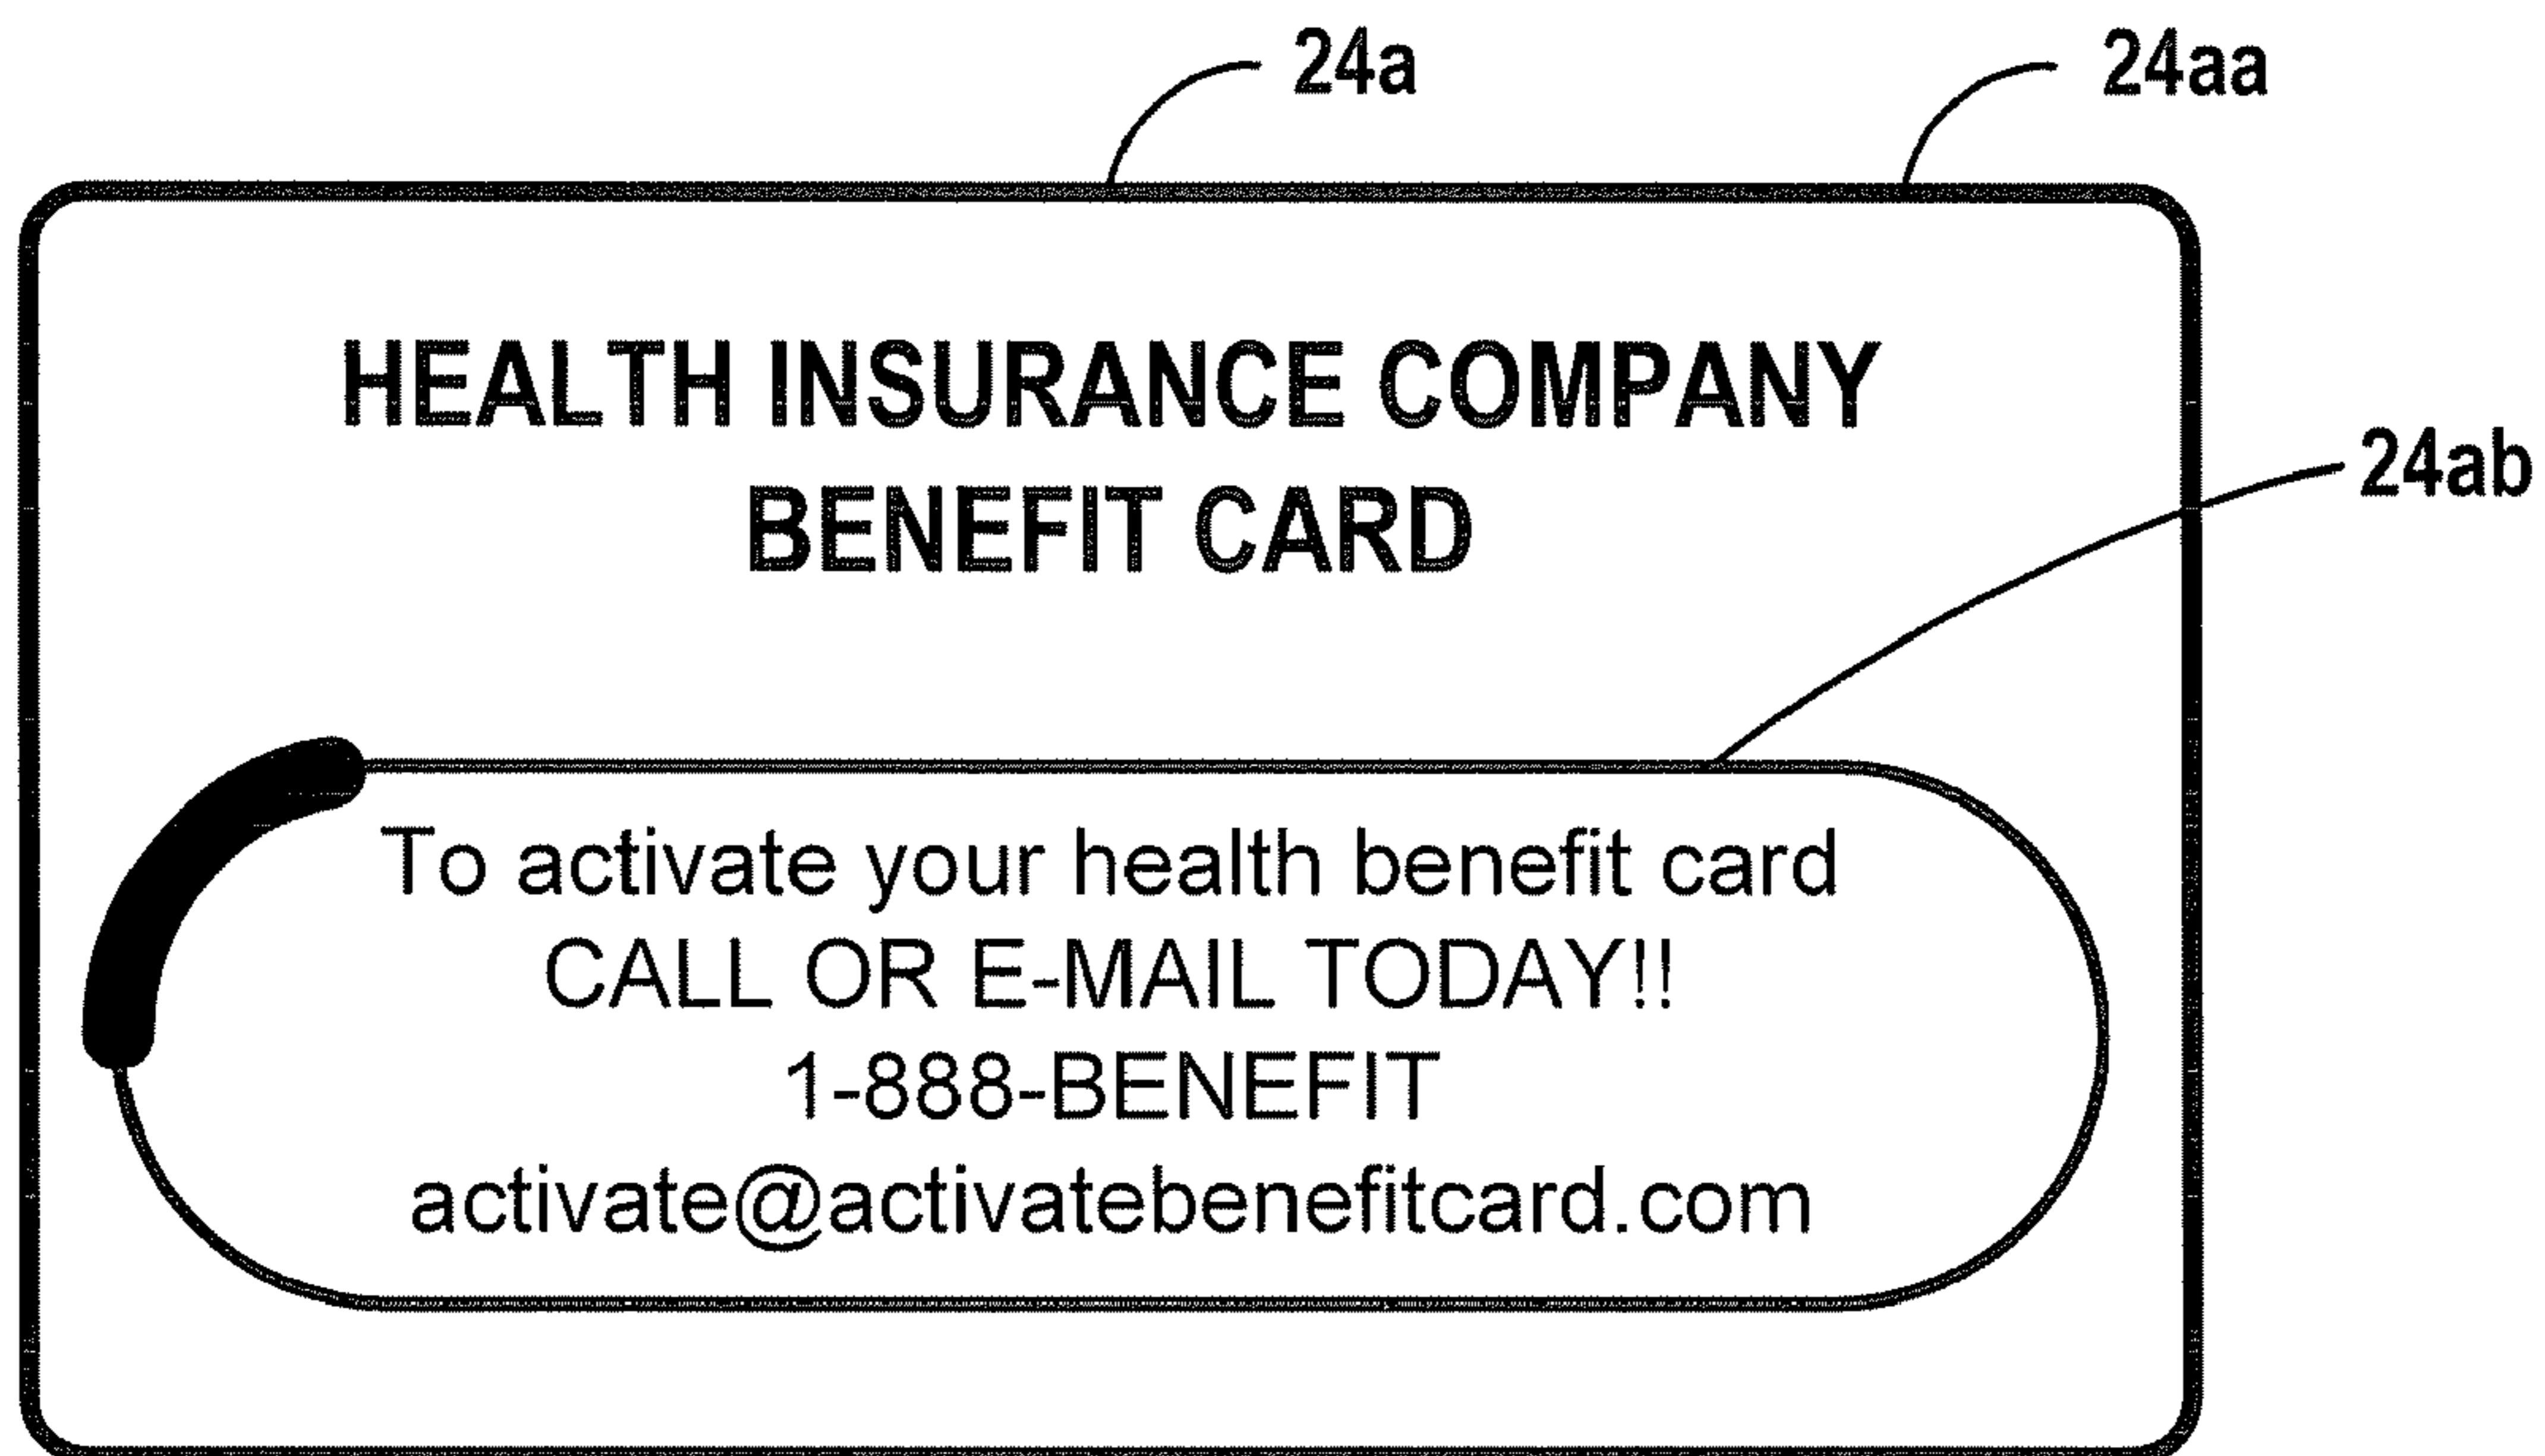 24a 24aa
HEALTH INSURANCE COMPANY
BENEFIT CARD
24ab
To activate your health benefit card
CALL OR E-MAIL TODAY!!
1-888-BENEFIT
activate@activatebenefitcard.com